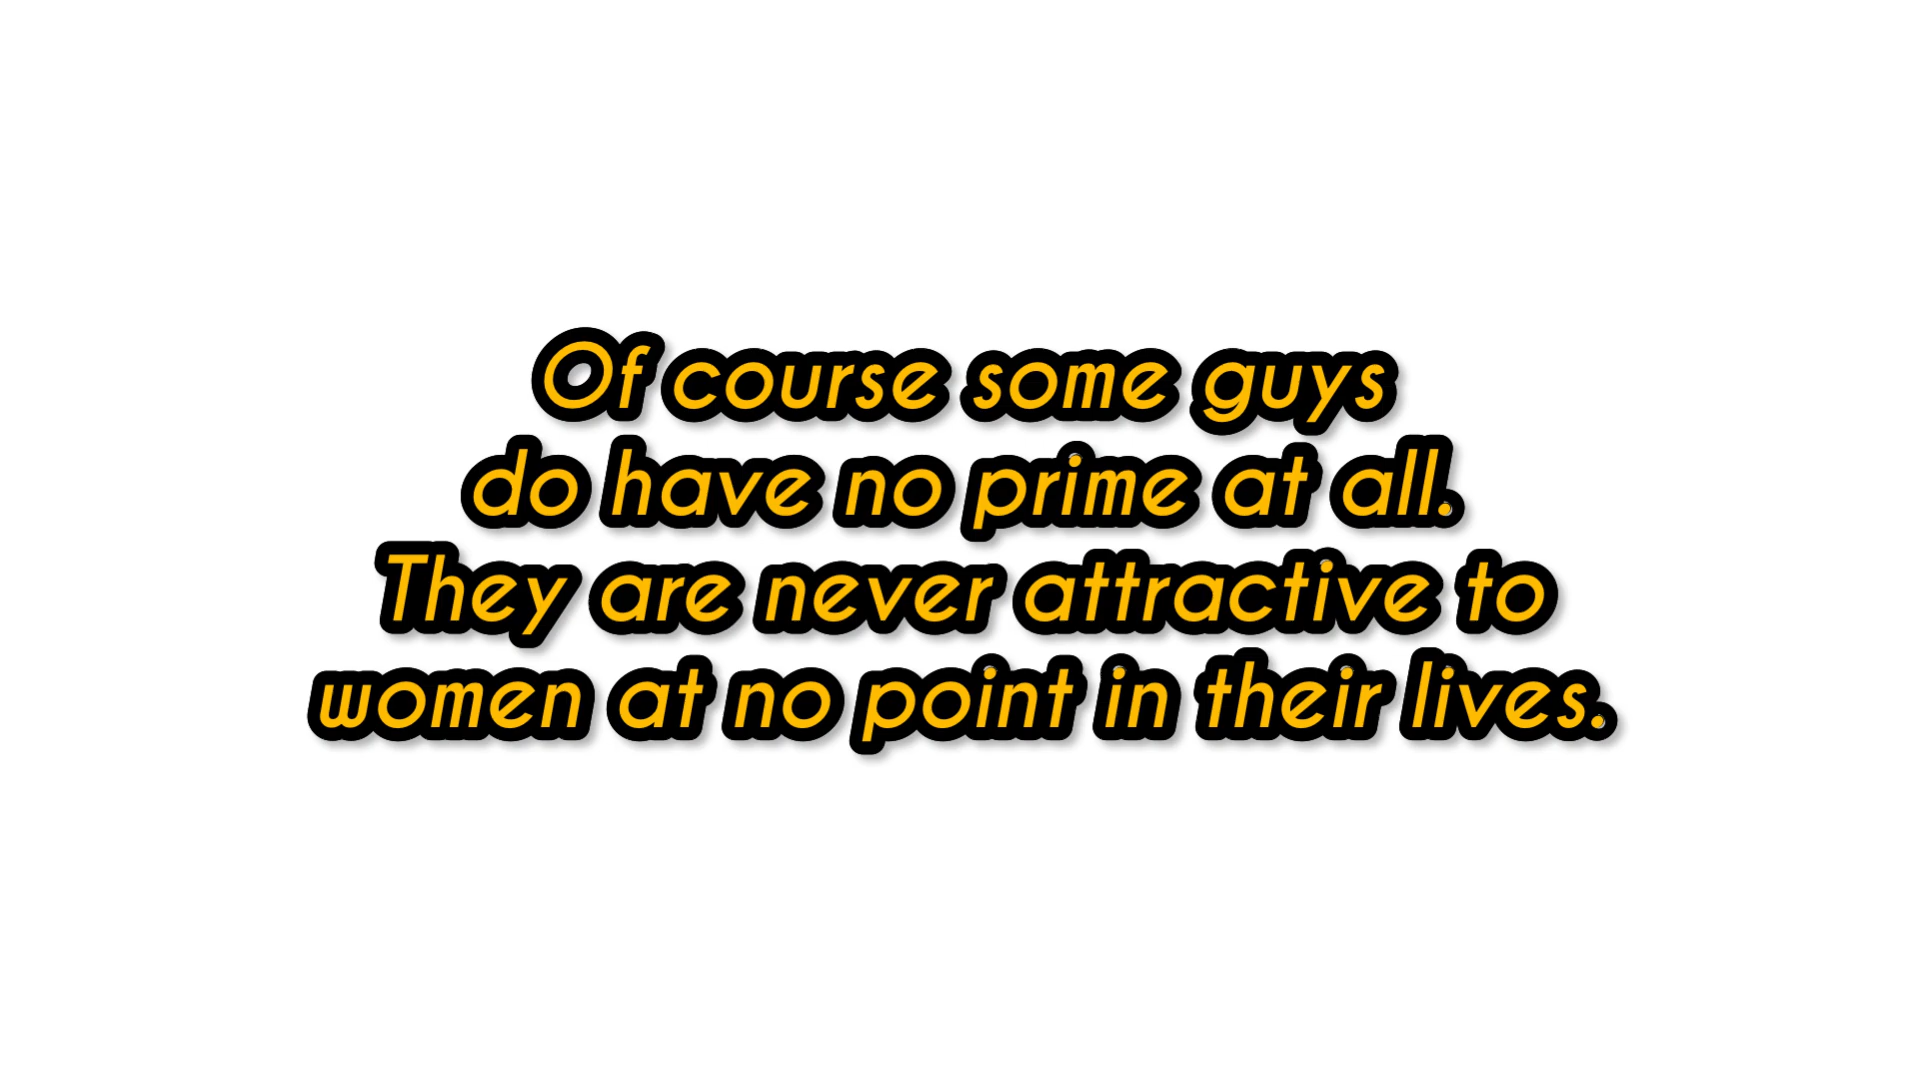 Of course some guys
do have no prime at all.
They are never attractive to
women at no point in their lives.